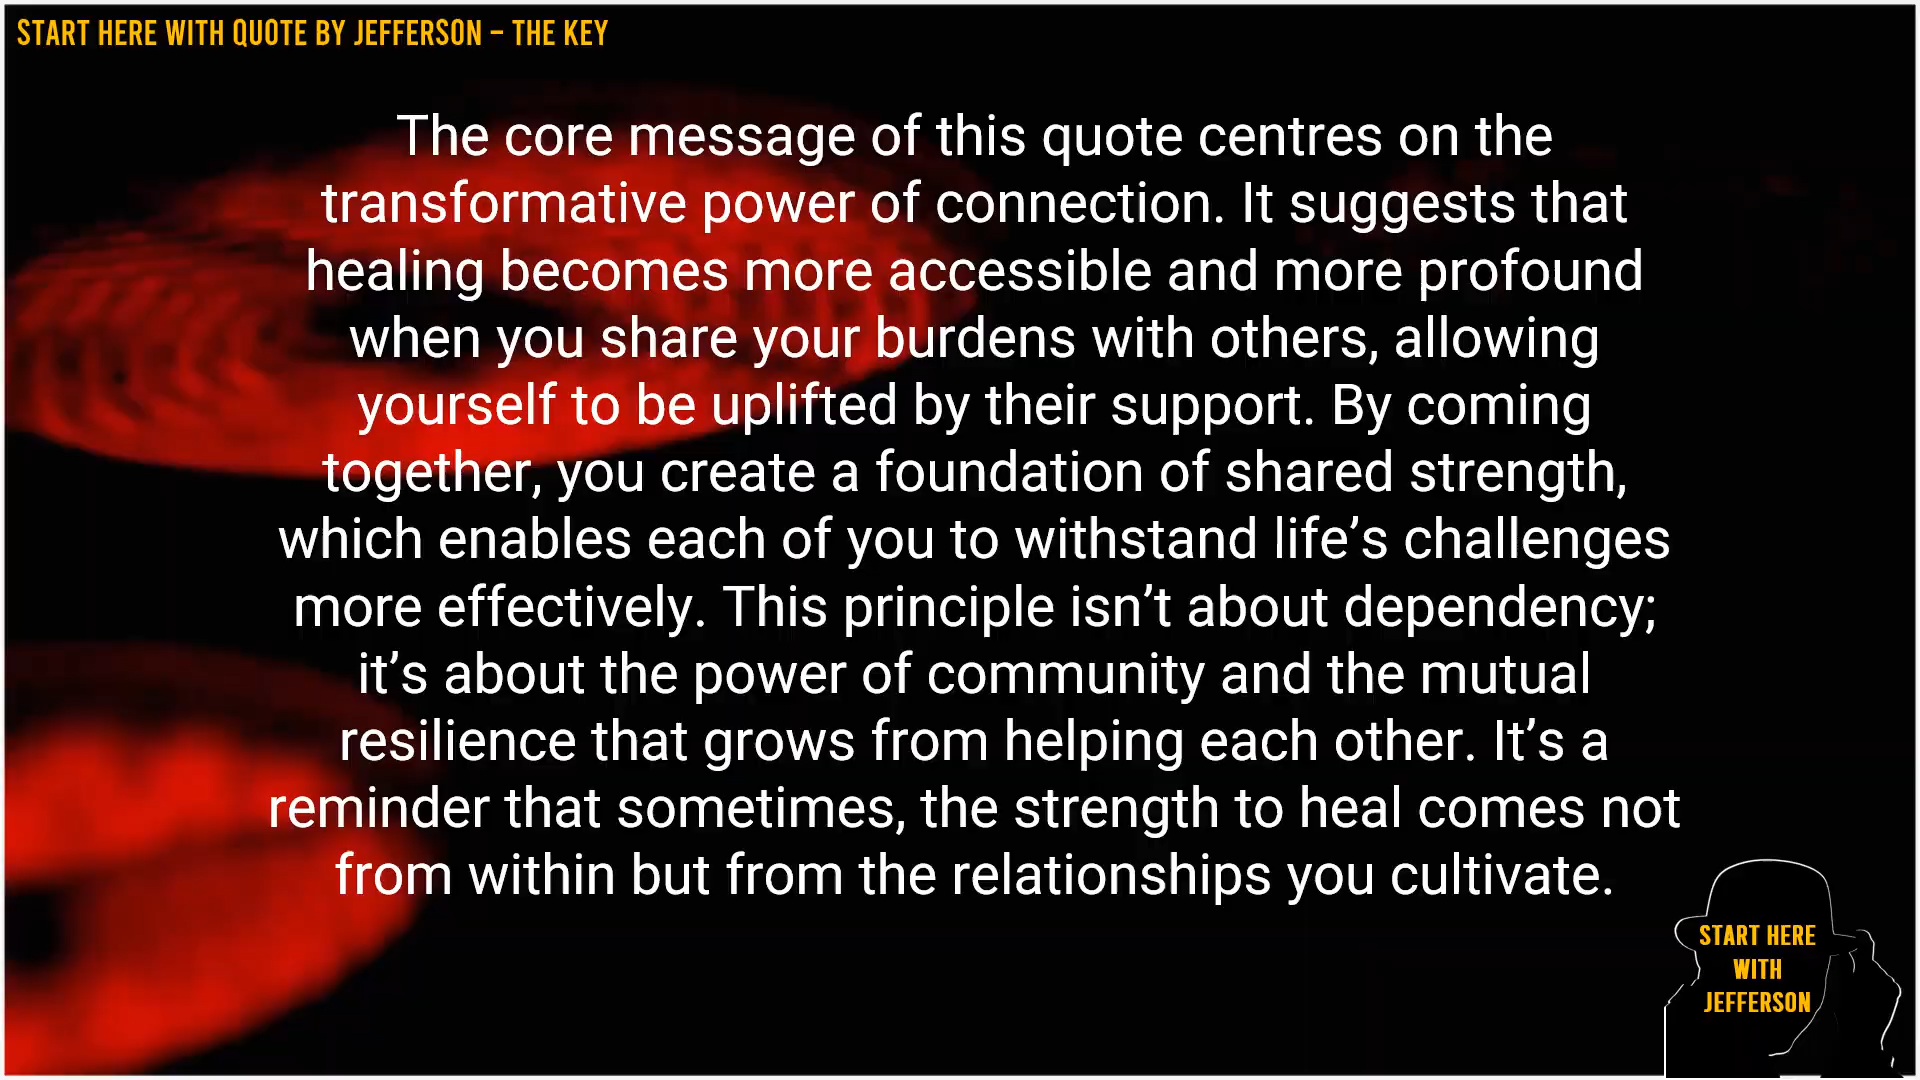 START HERE WITH QUOTE BY JEFFERSON – THE KEY
The core message of this quote centres on the
transformative power of connection. It suggests that
healing becomes more accessible and more profound
when you share your burdens with others, allowing
yourself to be uplifted by their support. By coming
together, you create a foundation of shared strength,
which enables each of you to withstand life’s challenges
more effectively. This principle isn’t about dependency;
it’s about the power of community and the mutual
resilience that grows from helping each other. It’s a
reminder that sometimes, the strength to heal comes not
from within but from the relationships you cultivate.
START HERE
WITH
JEFFERSON